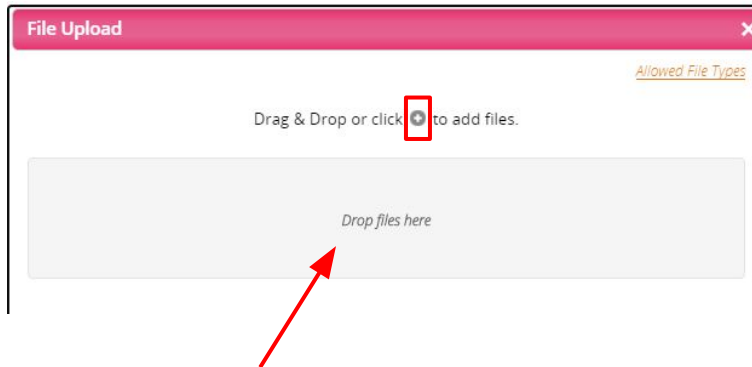 File Upload
Allowed File Types
Drag & Drop or click to add files.
Drop files here